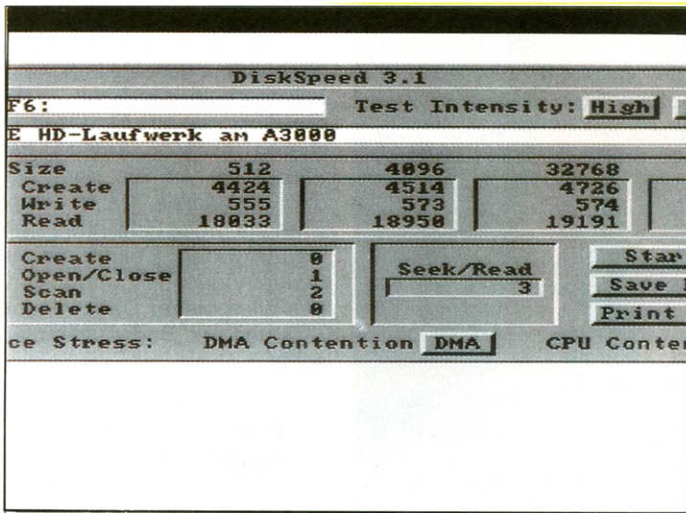 DiskSpeed 3.1
F6: Test Intensity: High
E HD-Laufwerk am A3000
Size 512 4096 32768
Create 4424 4514 4726
Write 555 573 574
Read 18033 18950 19191
Create 0
Open/Close 1
Scan 2
Delete 0
Seek/Read
3
Star
Save
Print
ce Stress: DMA Contention DMA CPU Conten